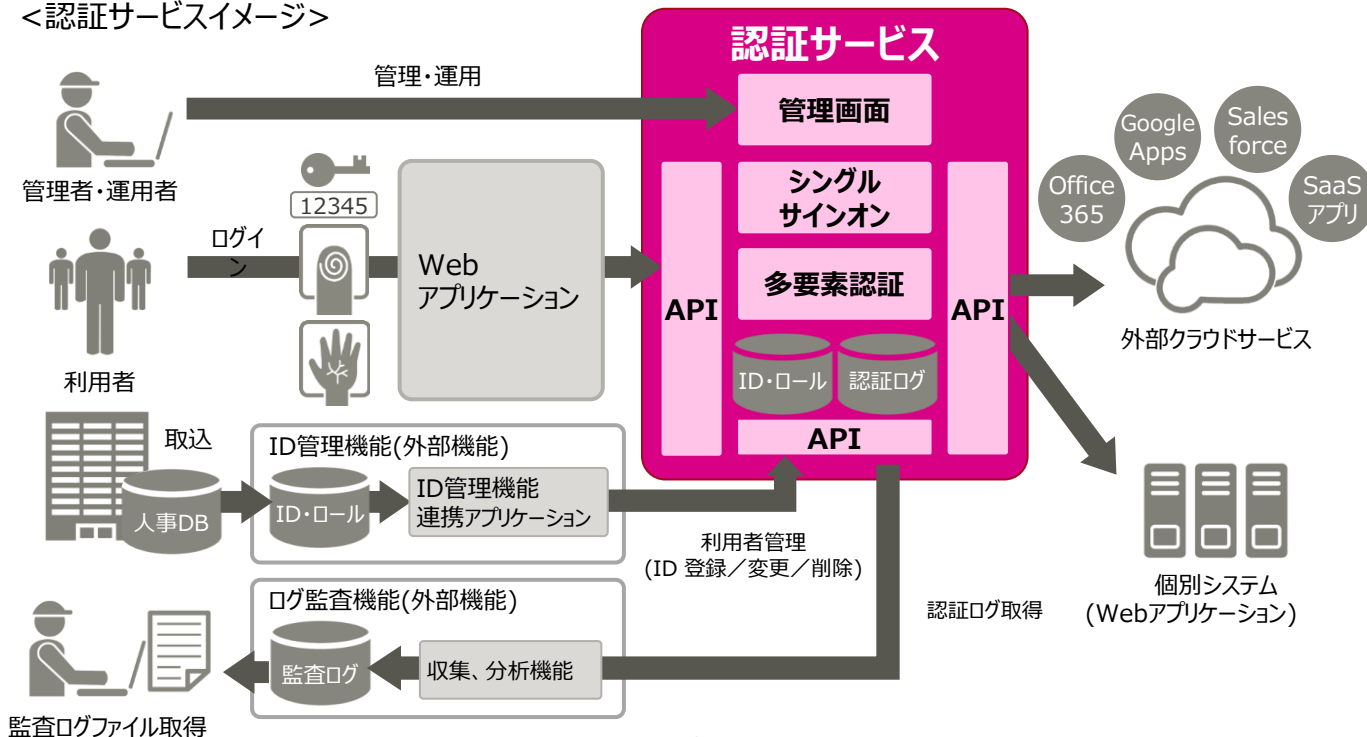 <認証サービスイメージ>
認証サービス
管理・運用
管理画面
管理者・運用者
12345
ログイ
ン
Web
アプリケーション
利用者
API
シングル
サインオン
多要素認証
ID・ロール
認証ログ
API
API
Office
365
Google
Apps
Sales
force
SaaS
アプリ
外部クラウドサービス
取込
人事DB
ID管理機能(外部機能)
ID・ロール
ID管理機能
連携アプリケーション
利用者管理
(ID 登録／変更／削除)
個別システム
(Webアプリケーション)
ログ監査機能(外部機能)
監査ログ
収集、分析機能
認証ログ取得
監査ログファイル取得